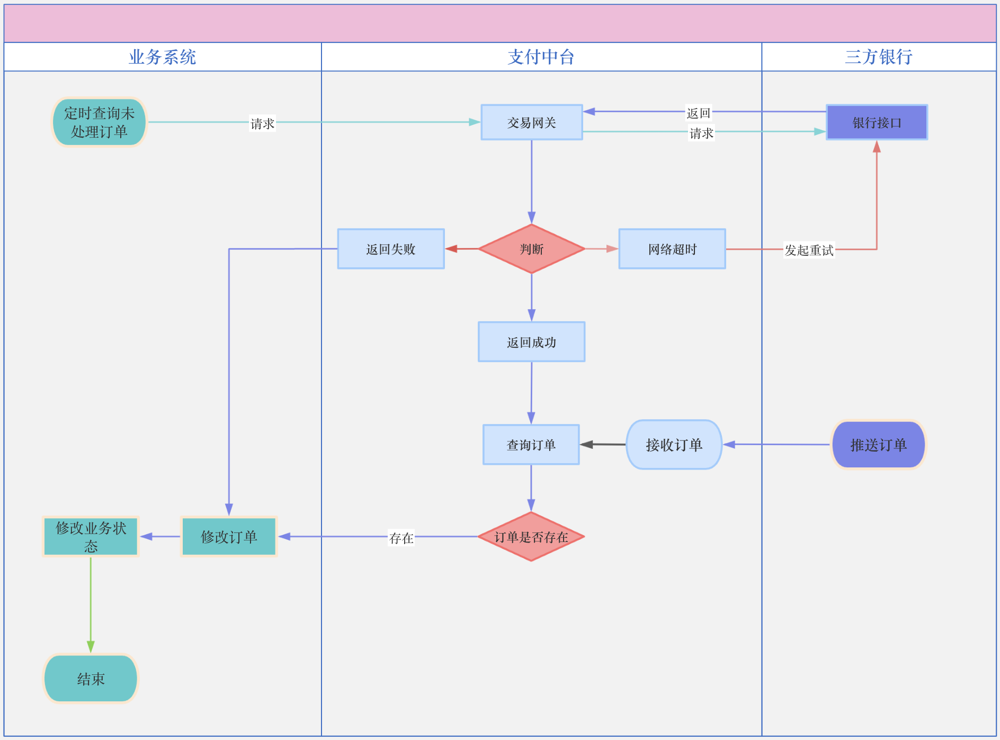 业务系统
支付中台
三方银行
定时查询未
处理订单
请求
交易网关
返回
请求
银行接口
返回失败
判断
网络超时
发起重试
返回成功
查询订单
接收订单
推送订单
修改业务状
态
修改订单
存在
订单是否存在
结束